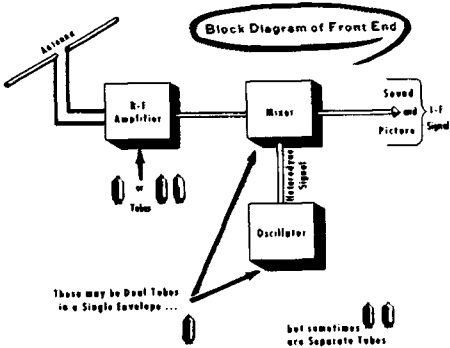 Block Diagram of Front End
Antenna
R-F
Amplifier
Mixer
Sound
and
Picture
I-F
Signal
or
Tubes
Heterodyne
Signal
Oscillator
These may be Dual Tubes
in a Single Envelope ...
but sometimes
are Separate Tubes